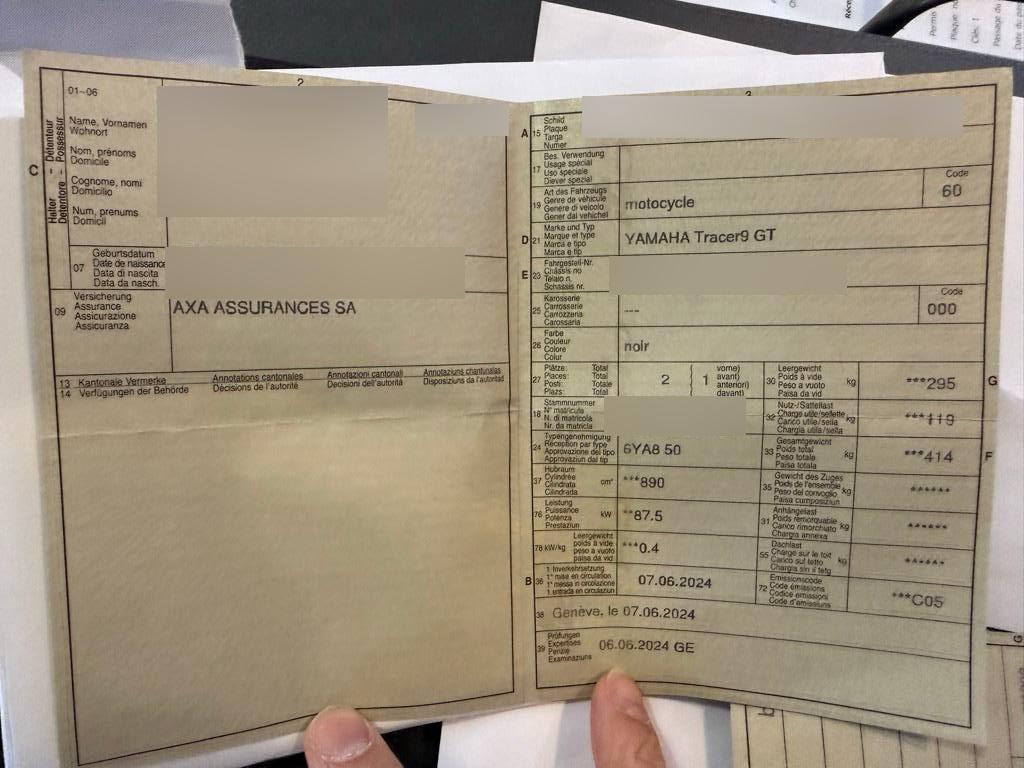 2
01-06
Détenteur - Possessur
Halter - Detentore
C
Name, Vornamen
Wohnort
Nom, prénoms
Domicile
Cognome, nomi
Domicilio
Num, prenums
Domicil
07
Geburtsdatum
Date de naissance
Data di nascita
Data da nasch.
09
Versicherung
Assurance
Assicurazione
Assicuranza
AXA ASSURANCES SA
13 Kantonale Vermerke Annotations cantonales Annotazioni cantonali Annotaziuns chantunalas
14 Verfügungen der Behörde Décisions de l'autorité Decisioni dell'autorità Disposiziuns da l'autoritad
3
A 15
Schild
Plaque
Targa
Numer
17
Bes. Verwendung
Usage spécial
Uso speciale
Diever spezial
19
Art des Fahrzeugs
Genre de véhicule
Genere di veicolo
Gener dal vehichel
motocycle
Code
60
D 21
Marke und Typ
Marque et type
Marca e tipo
Marca e tip
YAMAHA Tracer9 GT
E 23
Fahrgestell-Nr.
Châssis no
Telaio n.
Schassis nr.
25
Karosserie
Carrosserie
Carrozzeria
Carossaria
---
Code
000
26
Farbe
Couleur
Colore
Colur
noir
27
Plätze: Total
Places: Total
Posti: Totale
Plazs: Total
2
( 1
vorne)
avant)
anteriori)
davant)
30
Leergewicht
Poids à vide
Peso a vuoto
Paisa da vid
kg
***295
G
18
Stammnummer
N° matricule
N. di matricola
Nr. da matricla
32
Nutz-/Sattellast
Charge utile/sellette
Carico utile/sella
Chargia utila/sella
kg
***119
24
Typengenehmigung
Réception par type
Approvazione del tipo
Approvaziun dal tip
6YA8 50
33
Gesamtgewicht
Poids total
Peso totale
Paisa totala
kg
***414
F
37
Hubraum
Cylindrée
Cilindrata
Cilindrada
cm³
***890
35
Gewicht des Zuges
Poids de l'ensemble
Peso del convoglio
Paisa cumposiziun
kg
******
76
Leistung
Puissance
Potenza
Prestaziun
kW
**87.5
31
Anhängelast
Poids remorquable
Carico rimorchiato
Chargia annexa
kg
******
78 kW/kg
Leergewicht
poids à vide
peso a vuoto
paisa da vid
***0.4
55
Dachlast
Charge sur le toit
Carico sul tetto
Chargia sin il tetg
kg
******
B 36
1 Inverkehrsetzung
1ᵉ mise en circulation
1ᵃ messa in circolazione
1 entrada en circulaziun
07.06.2024
72
Emissionscode
Code émissions
Codice emissioni
Code d'emissiuns
***C05
38 Genève, le 07.06.2024
39
Prüfungen
Expertises
Perizie
Examinaziuns
06.06.2024 GE